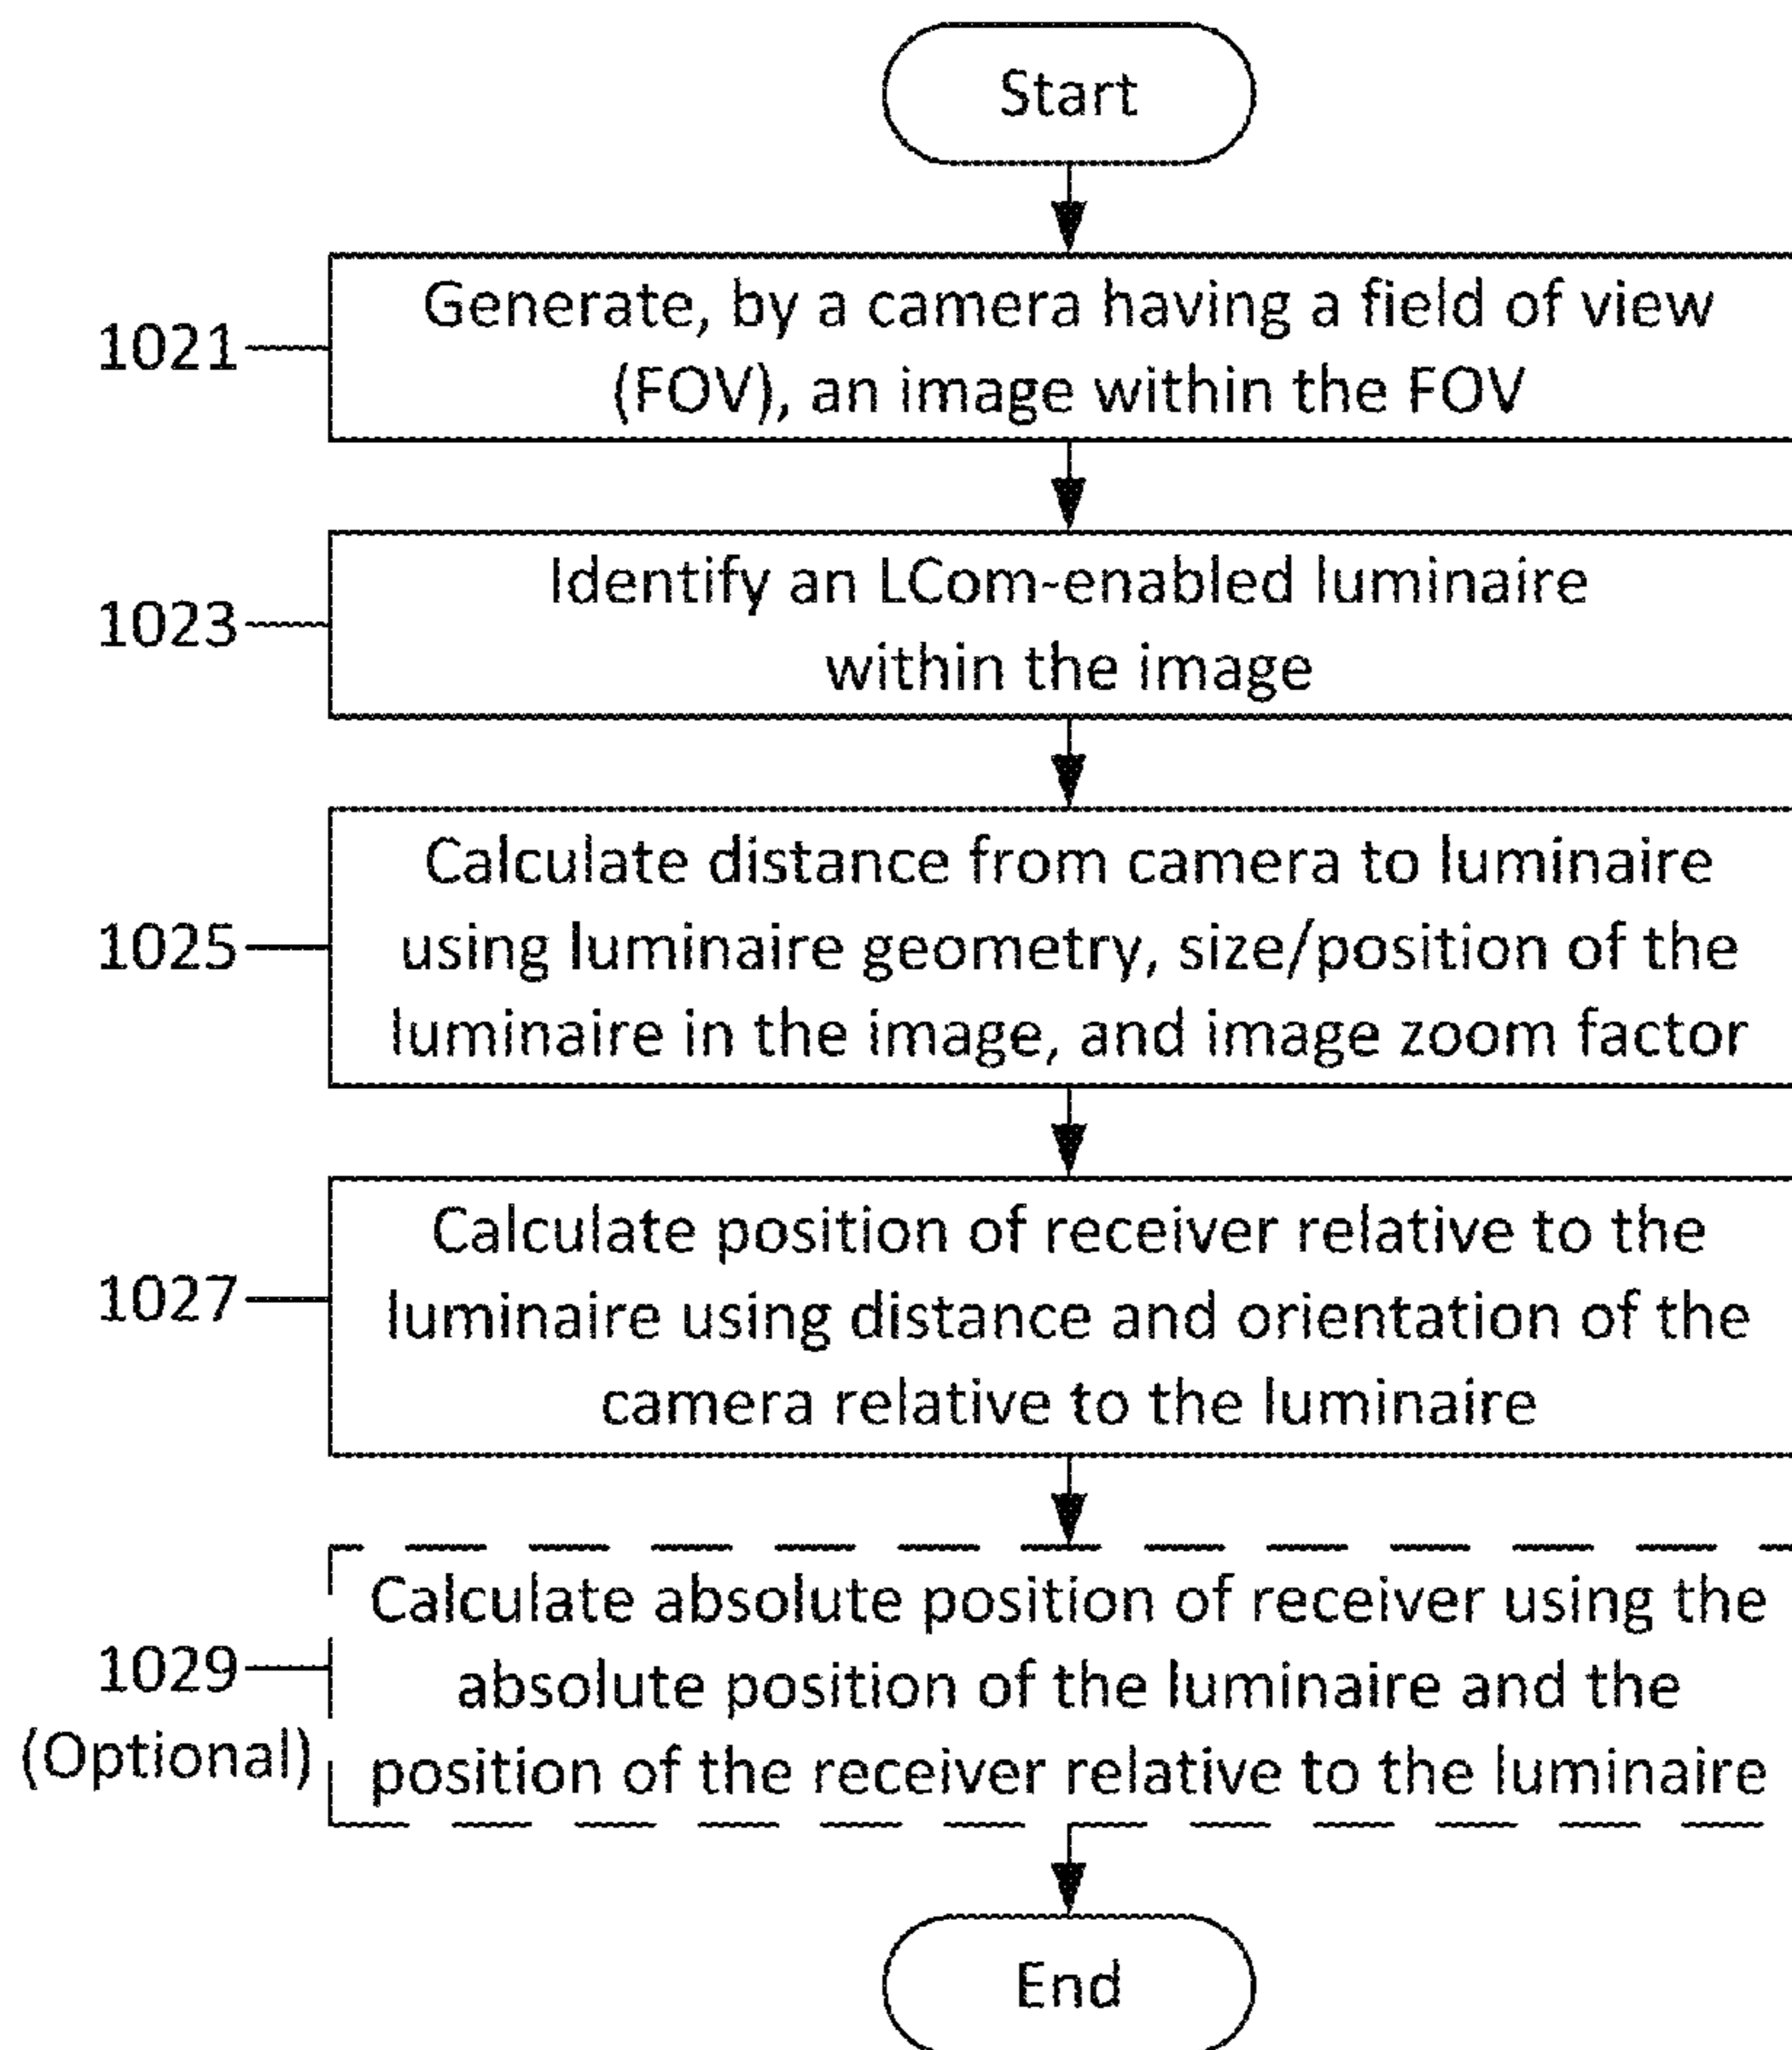 Start
1021
Generate, by a camera having a field of view
(FOV), an image within the FOV
1023
Identify an LCom-enabled luminaire
within the image
1025
Calculate distance from camera to luminaire
using luminaire geometry, size/position of the
luminaire in the image, and image zoom factor
1027
Calculate position of receiver relative to the
luminaire using distance and orientation of the
camera relative to the luminaire
1029
(Optional)
Calculate absolute position of receiver using the
absolute position of the luminaire and the
position of the receiver relative to the luminaire
End